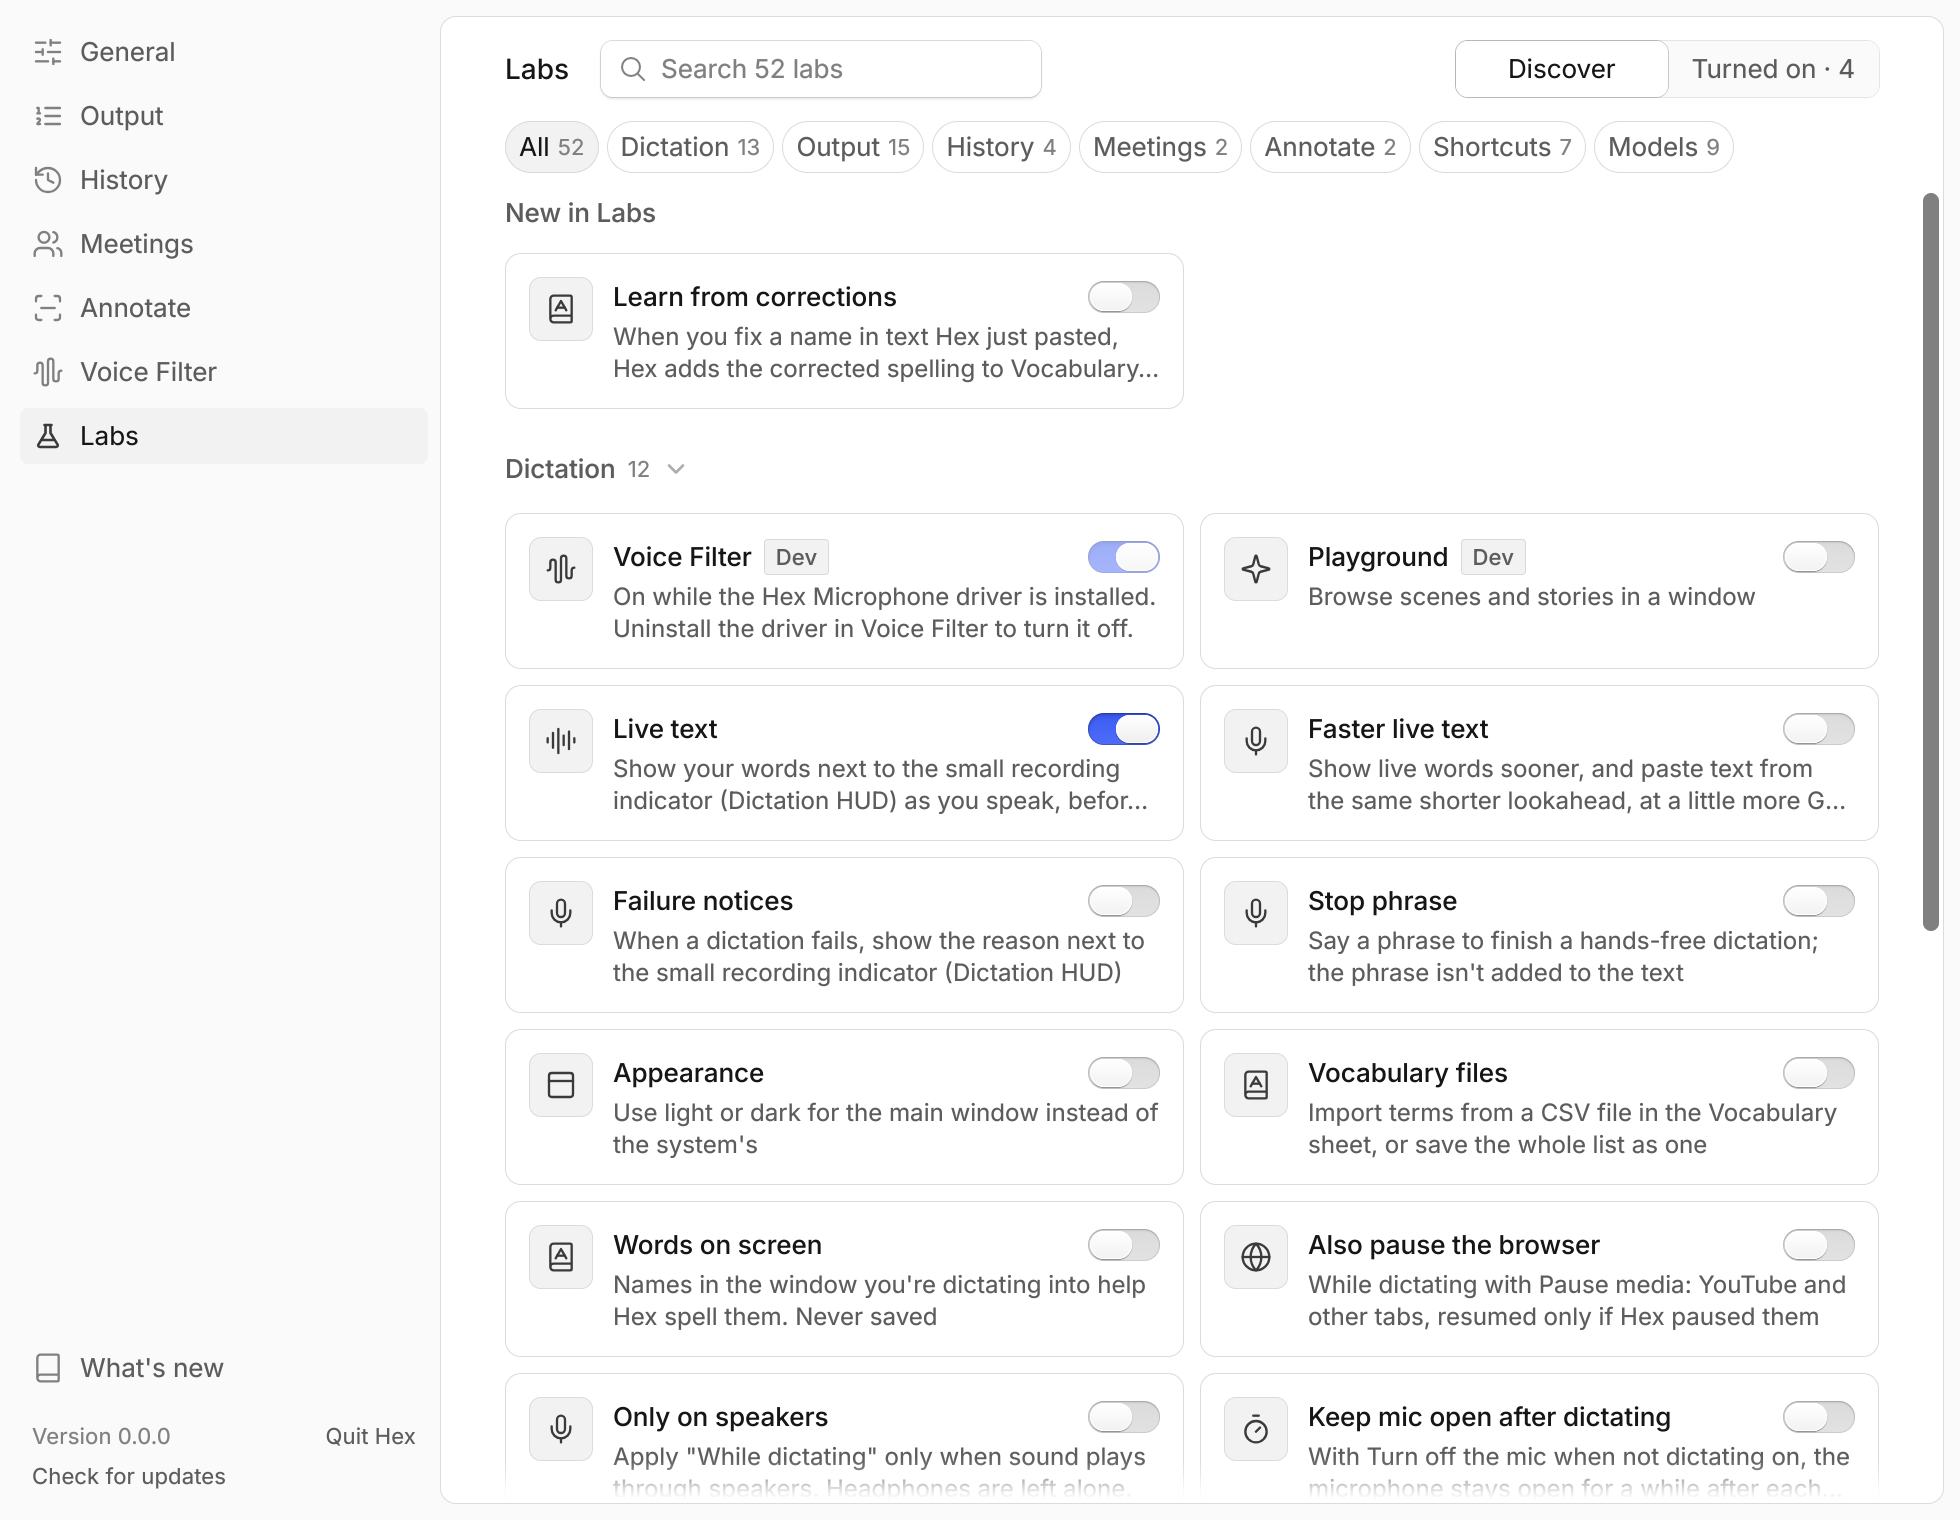 General
Output
History
Meetings
Annotate
Voice Filter
Labs
What's new
Version 0.0.0
Quit Hex
Check for updates
Labs
Search 52 labs
Discover
Turned on · 4
All 52
Dictation 13
Output 15
History 4
Meetings 2
Annotate 2
Shortcuts 7
Models 9
New in Labs
Learn from corrections
When you fix a name in text Hex just pasted,
Hex adds the corrected spelling to Vocabulary...
Dictation 12
Voice Filter Dev
On while the Hex Microphone driver is installed.
Uninstall the driver in Voice Filter to turn it off.
Playground Dev
Browse scenes and stories in a window
Live text
Show your words next to the small recording
indicator (Dictation HUD) as you speak, befor...
Faster live text
Show live words sooner, and paste text from
the same shorter lookahead, at a little more G...
Failure notices
When a dictation fails, show the reason next to
the small recording indicator (Dictation HUD)
Stop phrase
Say a phrase to finish a hands-free dictation;
the phrase isn't added to the text
Appearance
Use light or dark for the main window instead of
the system's
Vocabulary files
Import terms from a CSV file in the Vocabulary
sheet, or save the whole list as one
Words on screen
Names in the window you're dictating into help
Hex spell them. Never saved
Also pause the browser
While dictating with Pause media: YouTube and
other tabs, resumed only if Hex paused them
Only on speakers
Apply "While dictating" only when sound plays
through speakers. Headphones are left alone.
Keep mic open after dictating
With Turn off the mic when not dictating on, the
microphone stays open for a while after each...